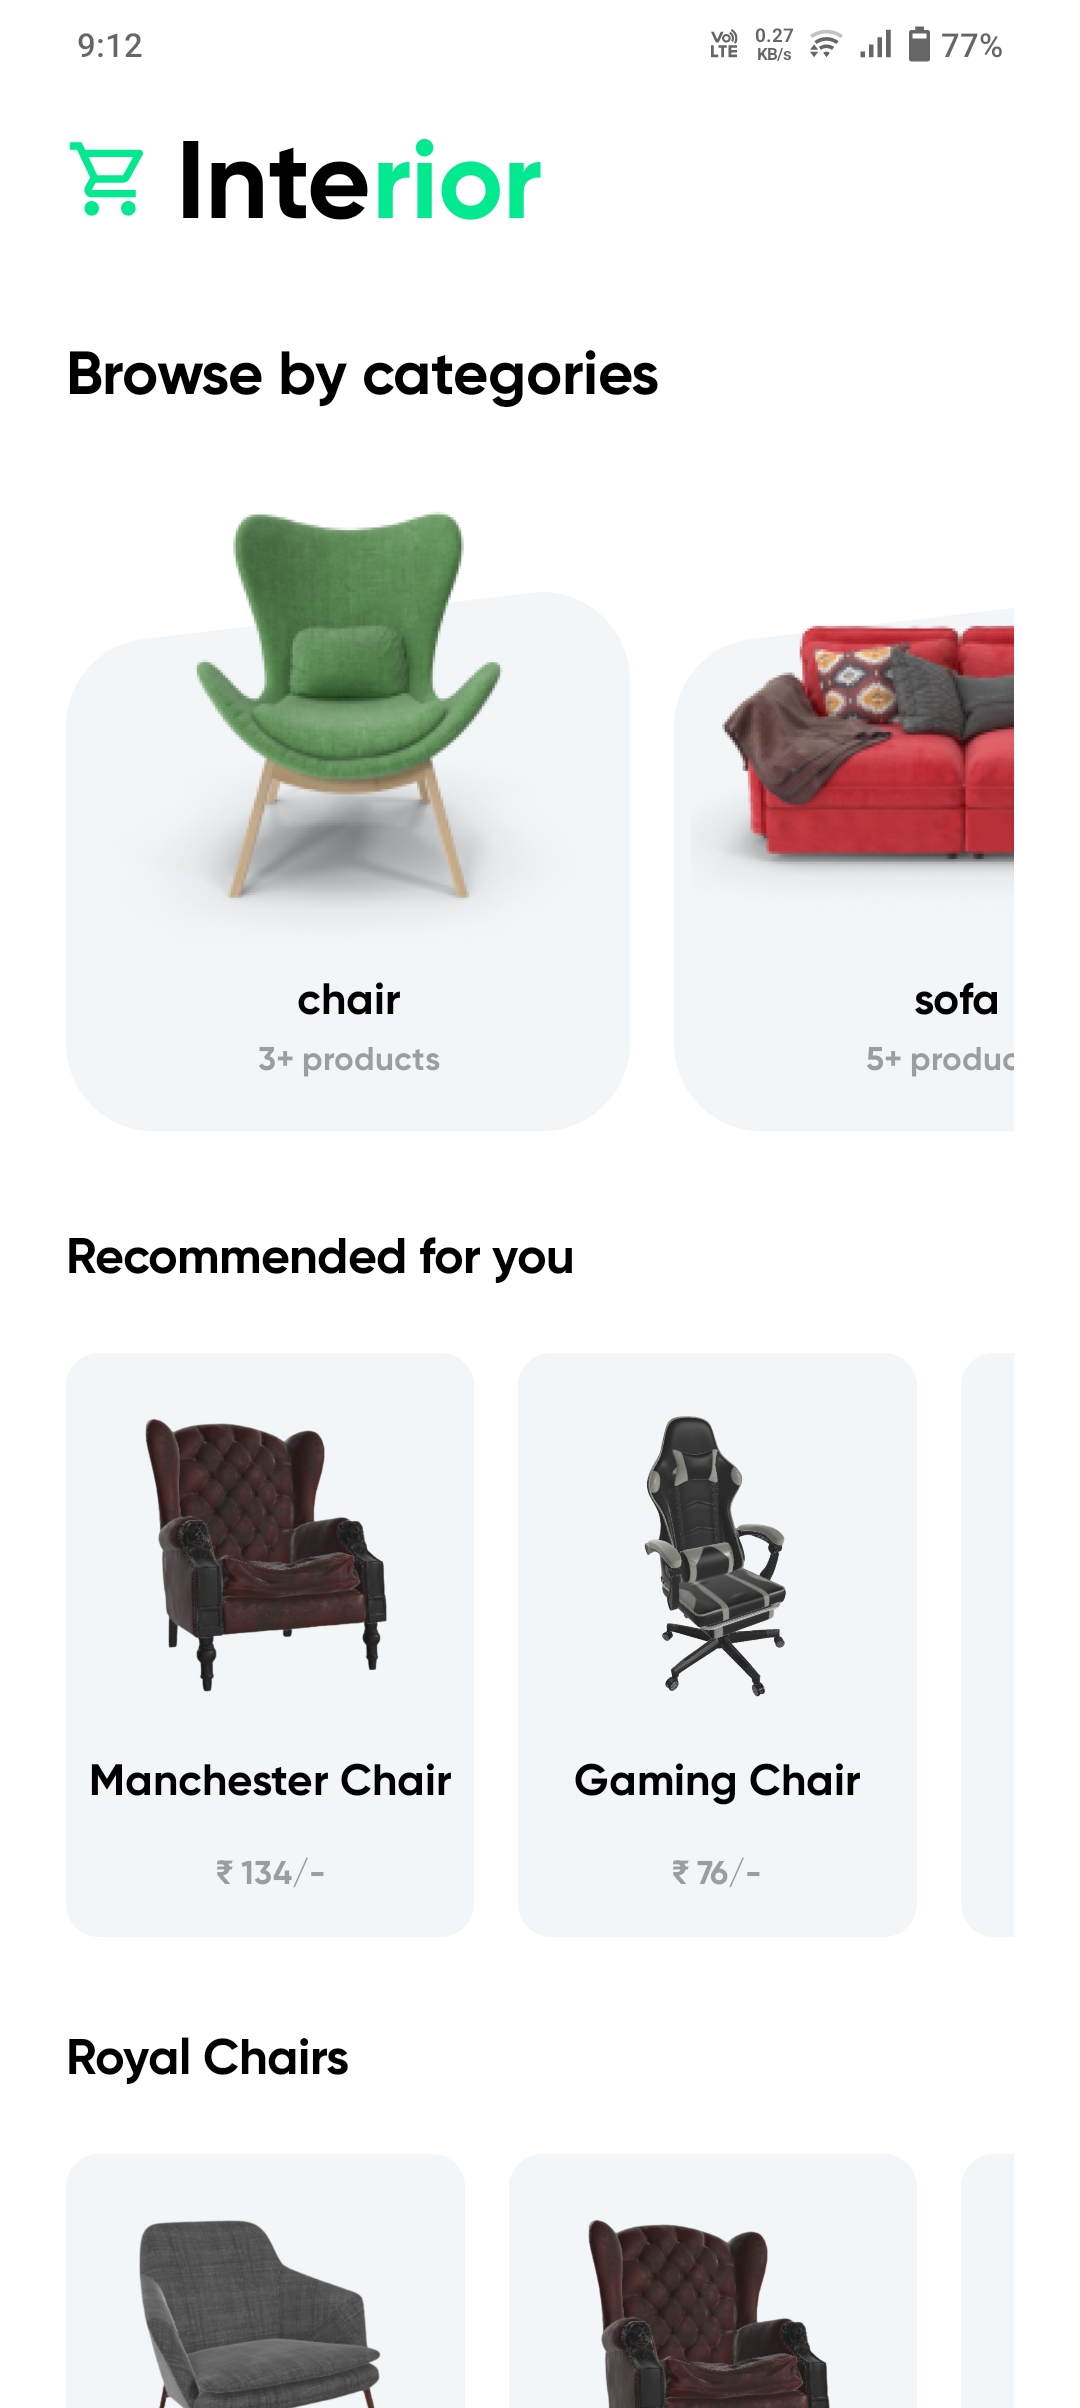 9:12
Vo)) LTE 0.27 KB/s 77%
Interior
Browse by categories
chair
3+ products
sofa
5+ produc
Recommended for you
Manchester Chair
₹ 134/-
Gaming Chair
₹ 76/-
Royal Chairs